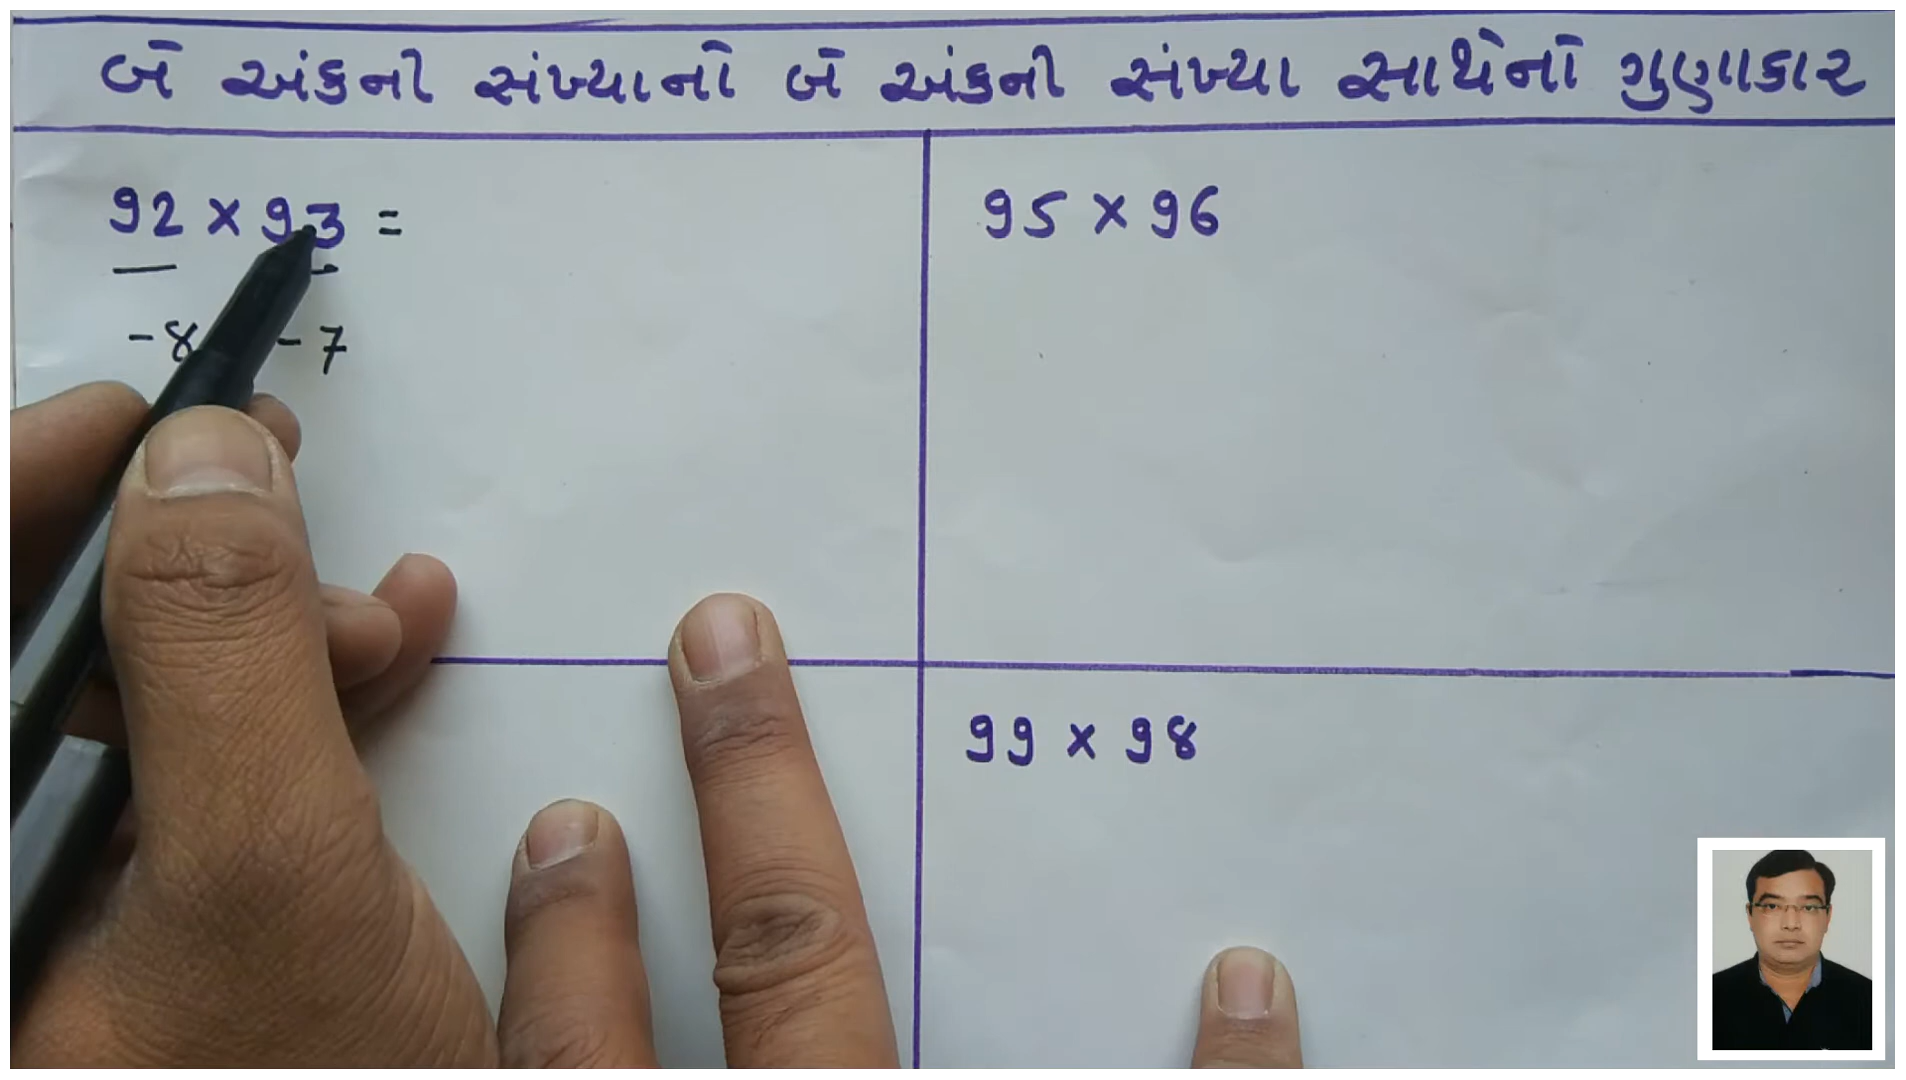 બે અંકની સંખ્યાનો બે અંકની સંખ્યા સાથેનો ગુણાકાર
92 × 93 =
-8 -7
95 × 96
99 × 98